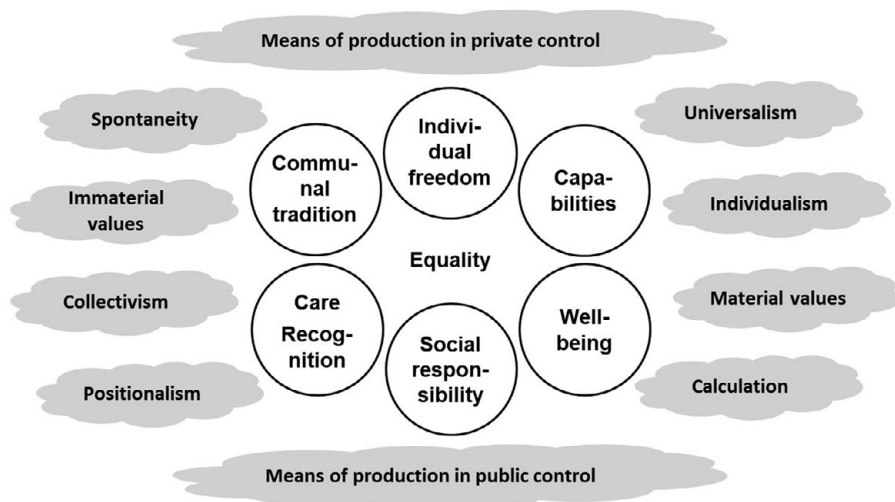 Means of production in private control
Spontaneity
Universalism
Indivi-
dual
freedom
Commu-
nal
tradition
Capa-
bilities
Immaterial
values
Individualism
Equality
Collectivism
Material values
Care
Recog-
nition
Well-
being
Social
respon-
sibility
Positionalism
Calculation
Means of production in public control